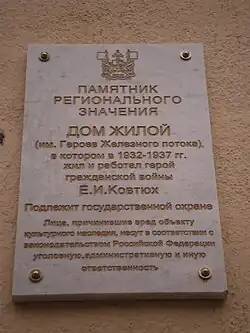 ПАМЯТНИК
РЕГИОНАЛЬНОГО
ЗНАЧЕНИЯ
ДОМ ЖИЛОЙ
(им. Героев Железного потока),
в котором в 1932-1937 гг.
жил и работал герой
гражданской войны
Е.И.Ковтюх
Подлежит государственной охране
Лица, причинившие вред объекту
культурного наследия, несут в соответствии с
законодательством Российской Федерации
уголовную,административную и иную
ответственность